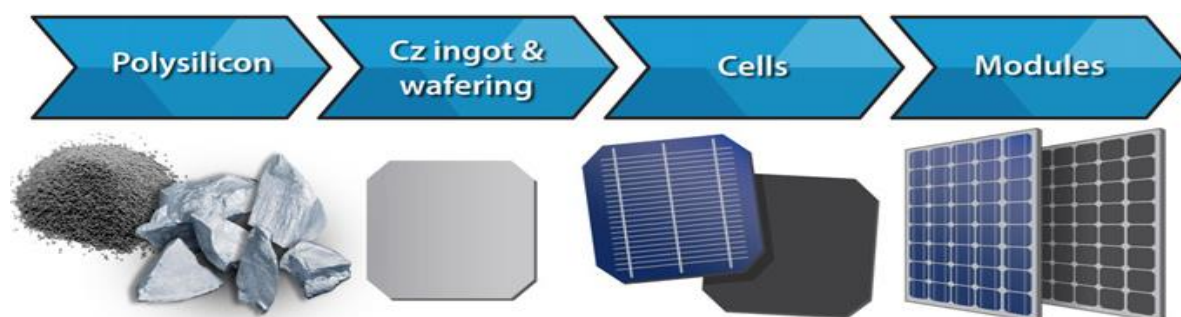 Polysilicon
Cz ingot &
wafering
Cells
Modules